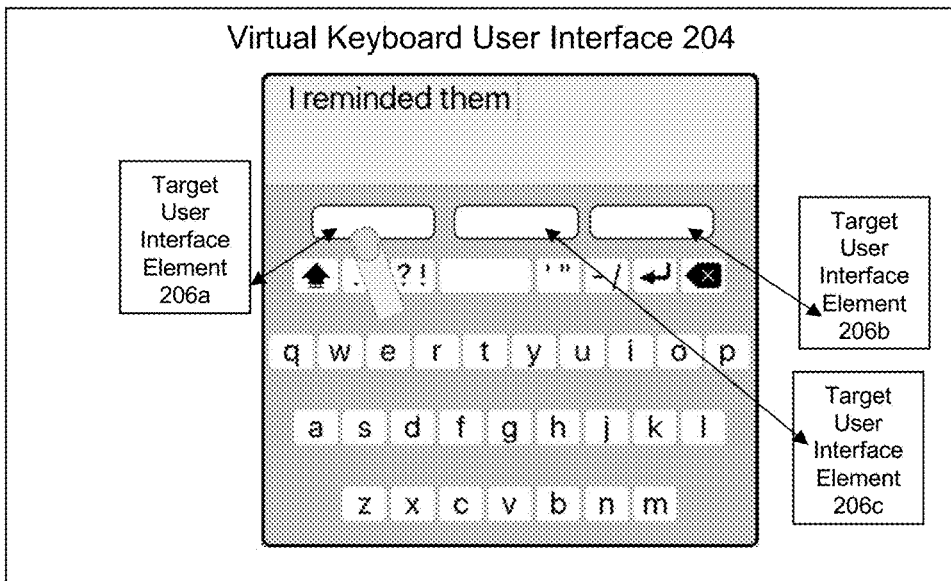 Virtual Keyboard User Interface 204
I reminded them
Target
User
Interface
Element
206a
Target
User
Interface
Element
206b
Target
User
Interface
Element
206c
? !
' "
- /
q w e r t y u i o p
a s d f g h j k l
z x c v b n m